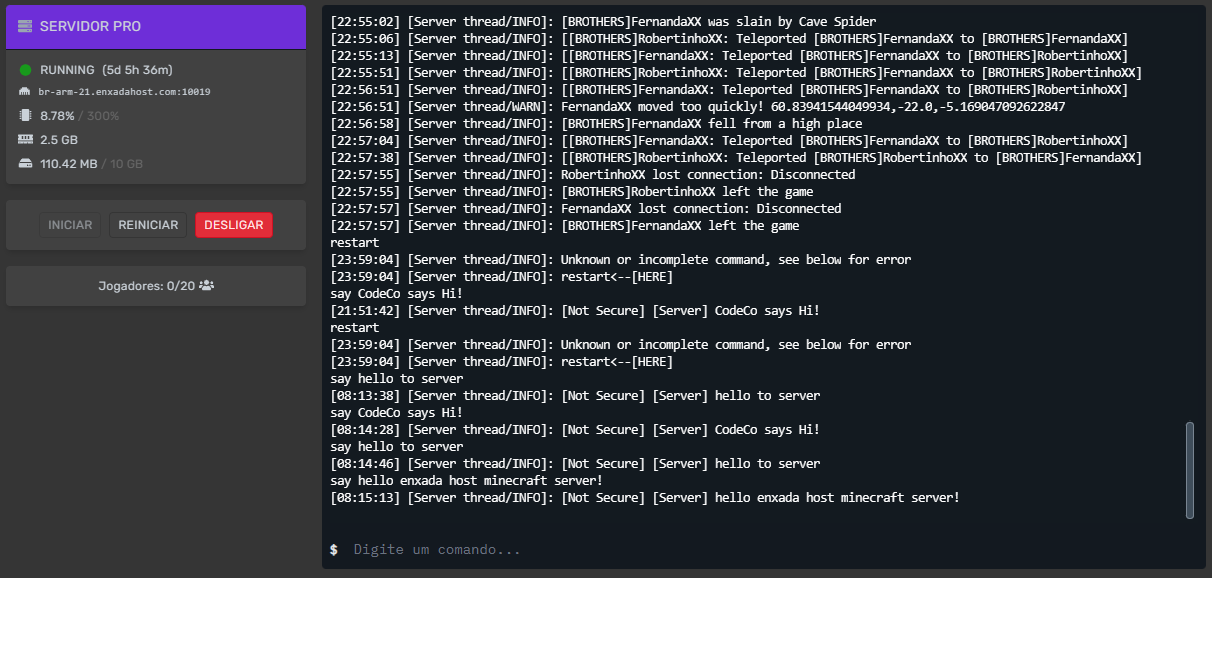 SERVIDOR PRO
RUNNING (5d 5h 36m)
br-arm-21.enxadahost.com:10019
8.78% / 300%
2.5 GB
110.42 MB / 10 GB
INICIAR REINICIAR DESLIGAR
Jogadores: 0/20
[22:55:02] [Server thread/INFO]: [BROTHERS]FernandaXX was slain by Cave Spider
[22:55:06] [Server thread/INFO]: [[BROTHERS]RobertinhoXX: Teleported [BROTHERS]FernandaXX to [BROTHERS]FernandaXX]
[22:55:13] [Server thread/INFO]: [[BROTHERS]FernandaXX: Teleported [BROTHERS]FernandaXX to [BROTHERS]RobertinhoXX]
[22:55:51] [Server thread/INFO]: [[BROTHERS]RobertinhoXX: Teleported [BROTHERS]FernandaXX to [BROTHERS]RobertinhoXX]
[22:56:51] [Server thread/INFO]: [[BROTHERS]FernandaXX: Teleported [BROTHERS]FernandaXX to [BROTHERS]RobertinhoXX]
[22:56:51] [Server thread/WARN]: FernandaXX moved too quickly! 60.83941544049934,-22.0,-5.169047092622847
[22:56:58] [Server thread/INFO]: [BROTHERS]FernandaXX fell from a high place
[22:57:04] [Server thread/INFO]: [[BROTHERS]FernandaXX: Teleported [BROTHERS]FernandaXX to [BROTHERS]RobertinhoXX]
[22:57:38] [Server thread/INFO]: [[BROTHERS]RobertinhoXX: Teleported [BROTHERS]RobertinhoXX to [BROTHERS]FernandaXX]
[22:57:55] [Server thread/INFO]: RobertinhoXX lost connection: Disconnected
[22:57:55] [Server thread/INFO]: [BROTHERS]RobertinhoXX left the game
[22:57:57] [Server thread/INFO]: FernandaXX lost connection: Disconnected
[22:57:57] [Server thread/INFO]: [BROTHERS]FernandaXX left the game
restart
[23:59:04] [Server thread/INFO]: Unknown or incomplete command, see below for error
[23:59:04] [Server thread/INFO]: restart<--[HERE]
say CodeCo says Hi!
[21:51:42] [Server thread/INFO]: [Not Secure] [Server] CodeCo says Hi!
restart
[23:59:04] [Server thread/INFO]: Unknown or incomplete command, see below for error
[23:59:04] [Server thread/INFO]: restart<--[HERE]
say hello to server
[08:13:38] [Server thread/INFO]: [Not Secure] [Server] hello to server
say CodeCo says Hi!
[08:14:28] [Server thread/INFO]: [Not Secure] [Server] CodeCo says Hi!
say hello to server
[08:14:46] [Server thread/INFO]: [Not Secure] [Server] hello to server
say hello enxada host minecraft server!
[08:15:13] [Server thread/INFO]: [Not Secure] [Server] hello enxada host minecraft server!
$ Digite um comando...